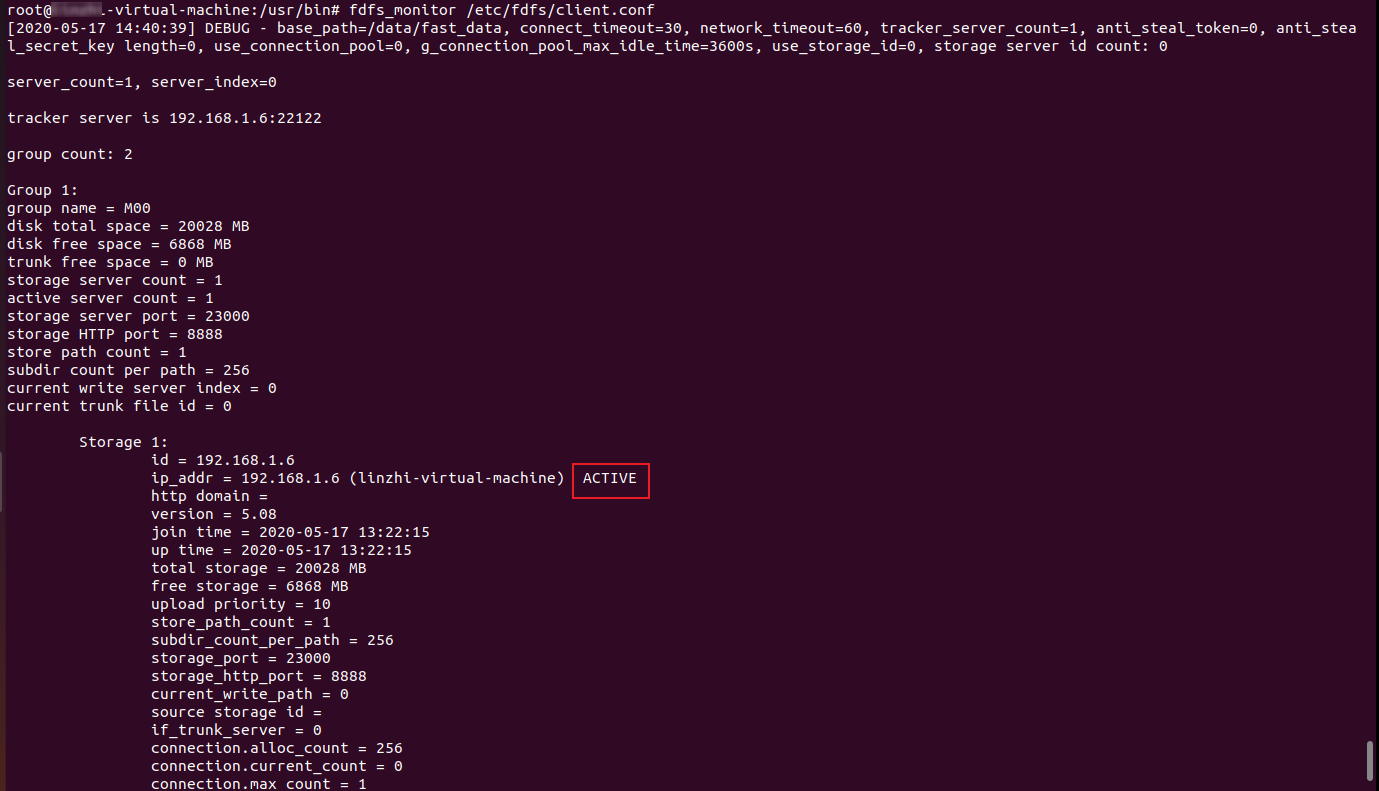 root@ -virtual-machine:/usr/bin# fdfs_monitor /etc/fdfs/client.conf
[2020-05-17 14:40:39] DEBUG - base_path=/data/fast_data, connect_timeout=30, network_timeout=60, tracker_server_count=1, anti_steal_token=0, anti_stea
l_secret_key length=0, use_connection_pool=0, g_connection_pool_max_idle_time=3600s, use_storage_id=0, storage server id count: 0
server_count=1, server_index=0
tracker server is 192.168.1.6:22122
group count: 2
Group 1:
group name = M00
disk total space = 20028 MB
disk free space = 6868 MB
trunk free space = 0 MB
storage server count = 1
active server count = 1
storage server port = 23000
storage HTTP port = 8888
store path count = 1
subdir count per path = 256
current write server index = 0
current trunk file id = 0
Storage 1:
id = 192.168.1.6
ip_addr = 192.168.1.6 (linzhi-virtual-machine) ACTIVE
http domain =
version = 5.08
join time = 2020-05-17 13:22:15
up time = 2020-05-17 13:22:15
total storage = 20028 MB
free storage = 6868 MB
upload priority = 10
store_path_count = 1
subdir_count_per_path = 256
storage_port = 23000
storage_http_port = 8888
current_write_path = 0
source storage id =
if_trunk_server = 0
connection.alloc_count = 256
connection.current_count = 0
connection.max_count = 1